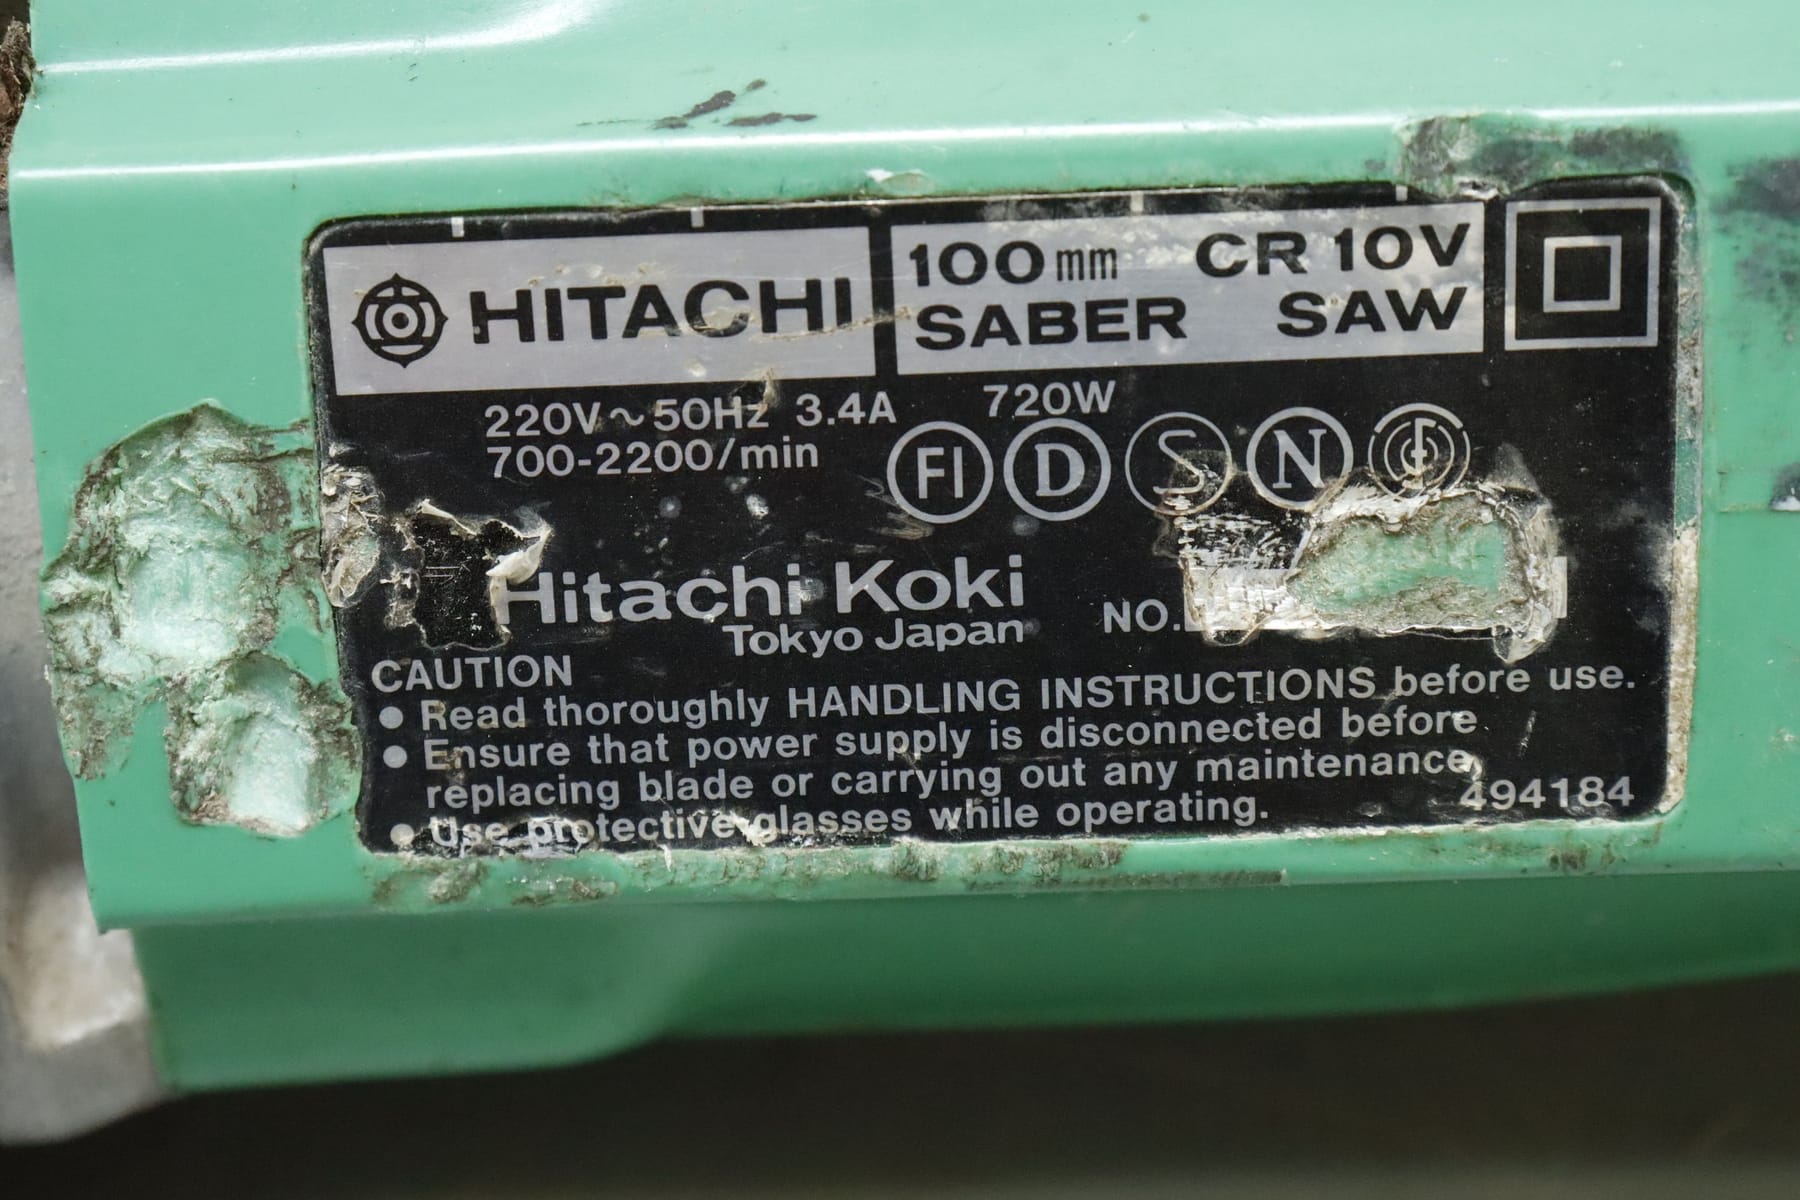 HITACHI
100mm CR 10V
SABER SAW
220V~50Hz 3.4A 720W
700-2200/min
FI D S N
Hitachi Koki
Tokyo Japan
NO.
CAUTION
● Read thoroughly HANDLING INSTRUCTIONS before use.
● Ensure that power supply is disconnected before
replacing blade or carrying out any maintenance.
● Use protective glasses while operating.
494184